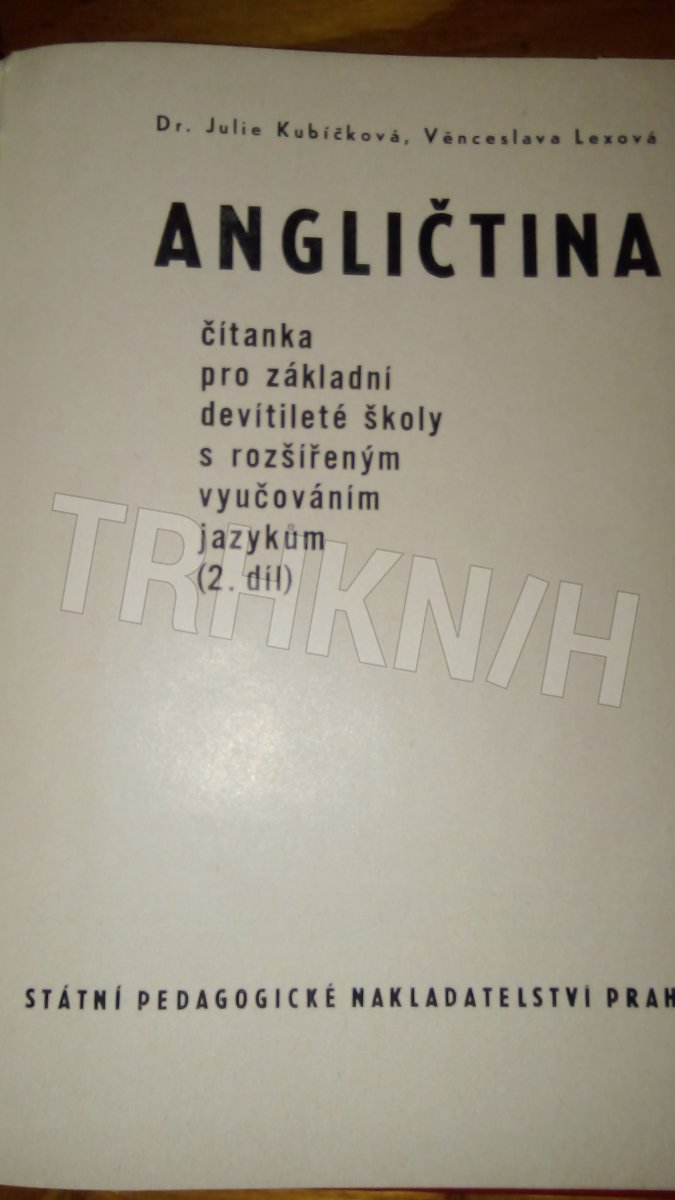 Dr. Julie Kubíčková, Věnceslava Lexová
ANGLIČTINA
čítanka
pro základní
devítileté školy
s rozšířeným
vyučováním
jazykům
(2. díl)
TRHKN/H
STÁTNÍ PEDAGOGICKÉ NAKLADATELSTVÍ PRAH